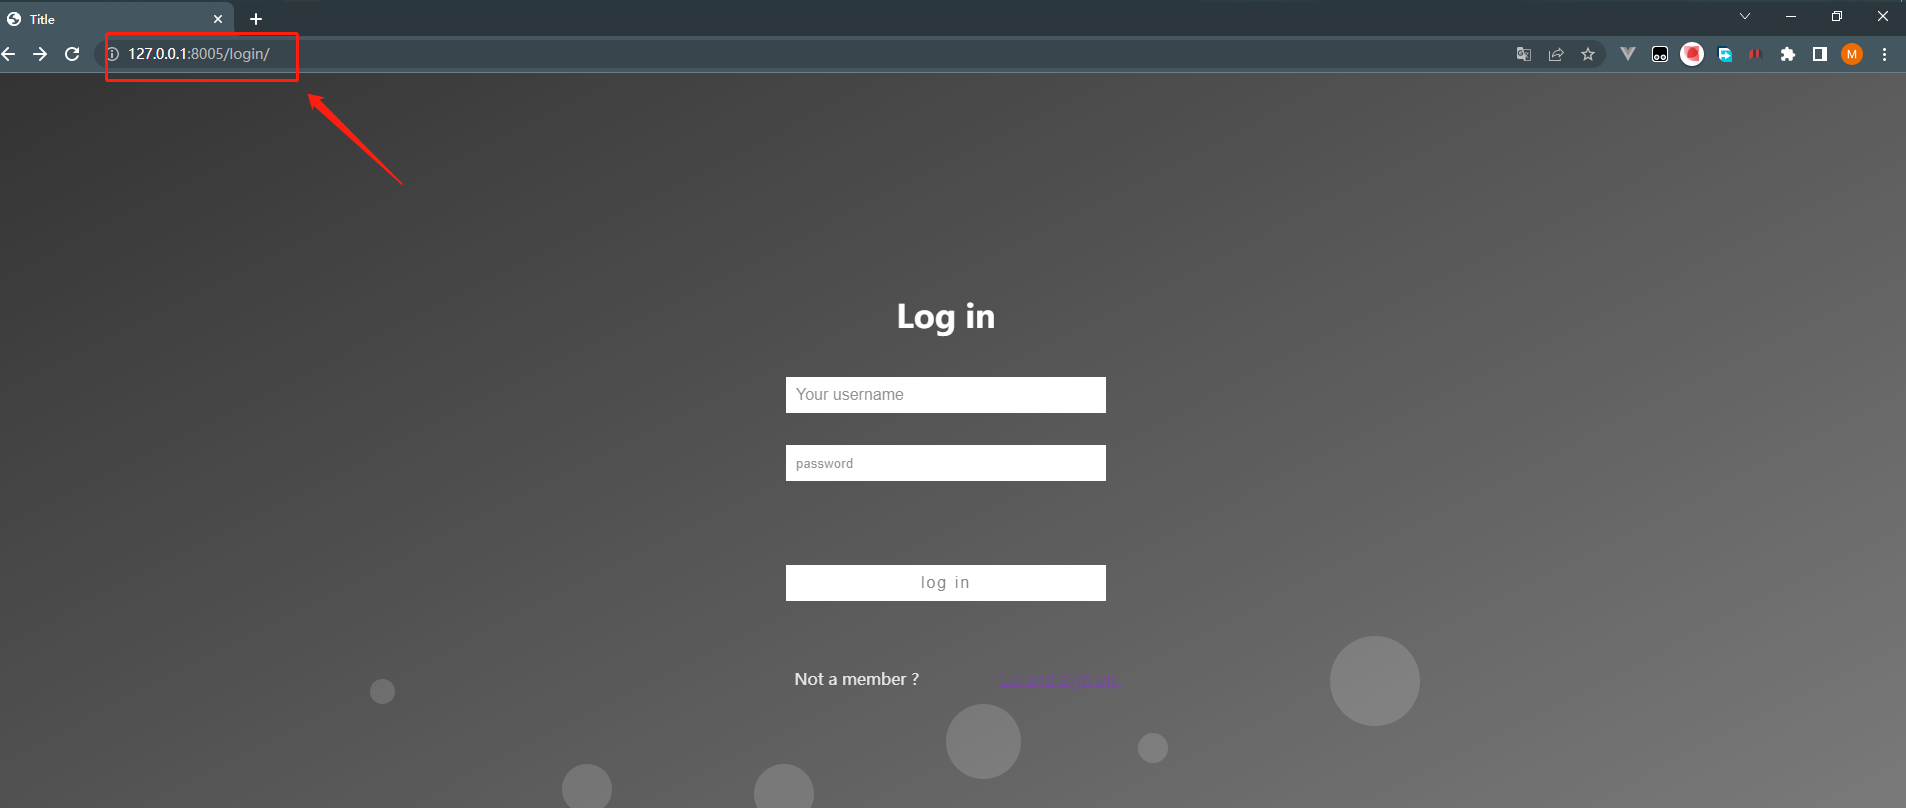 Title
127.0.0.1:8005/login/
M
Log in
Your username
password
log in
Not a member ?